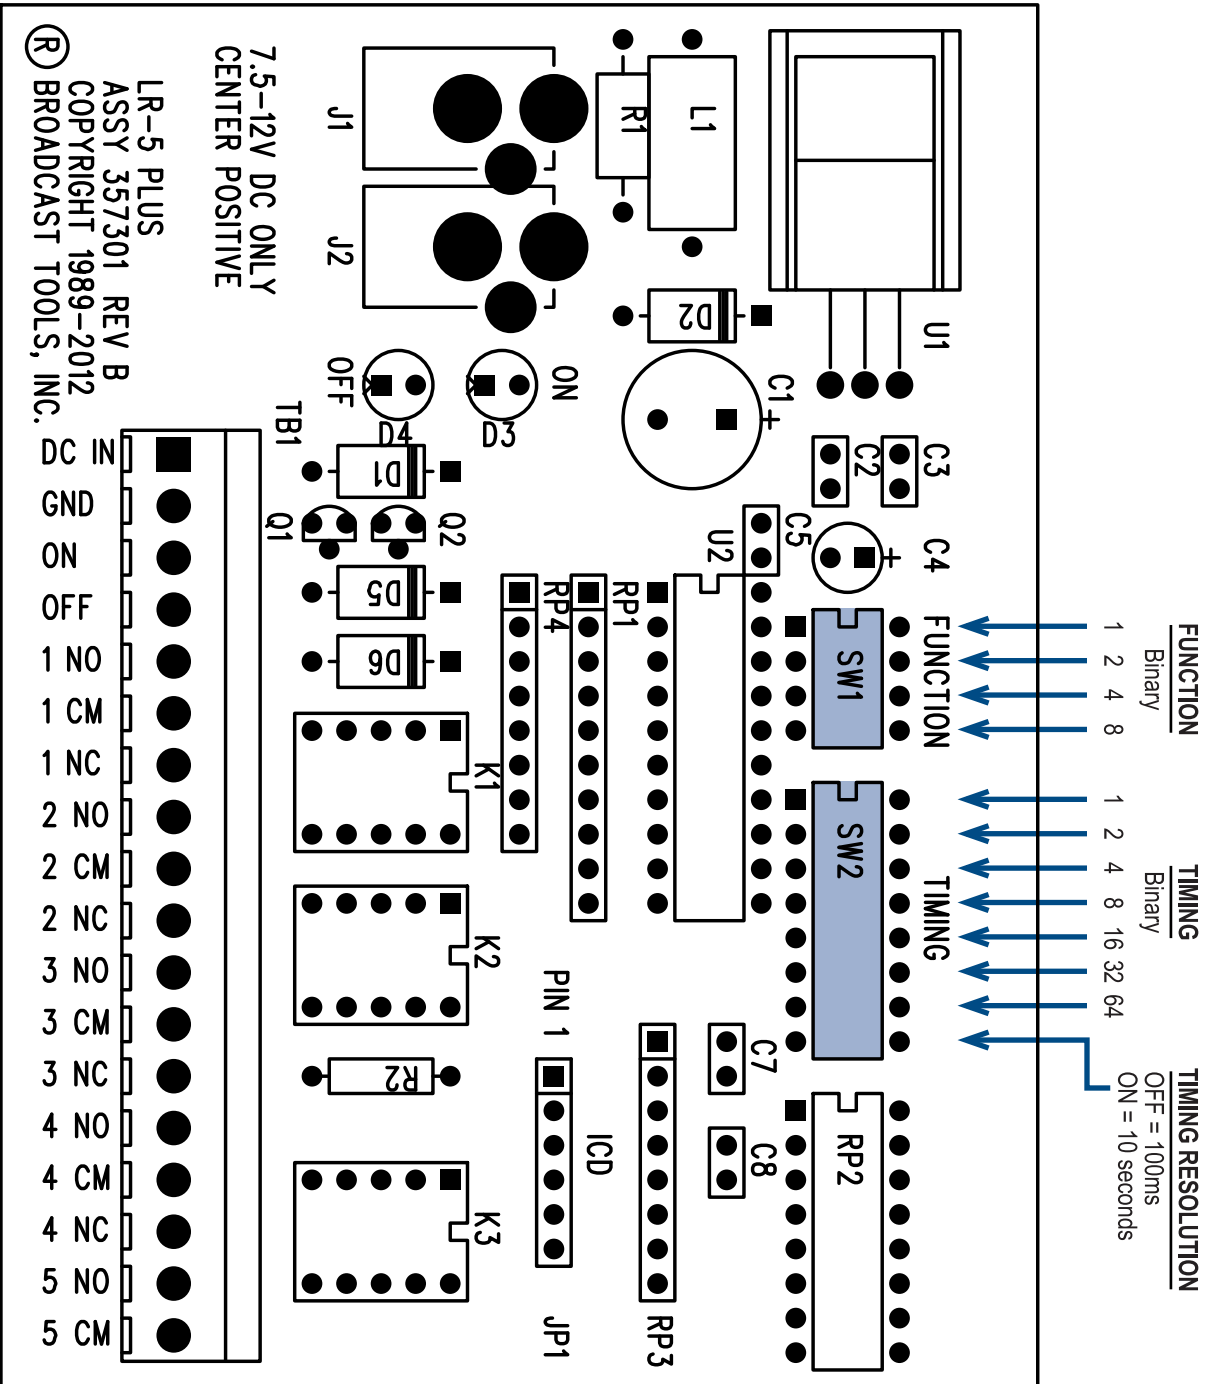 7.5-12V DC ONLY
CENTER POSITIVE
LR-5 PLUS
ASSY 357301 REV B
COPYRIGHT 1989-2012
® BROADCAST TOOLS, INC.
J1
J2
R1
L1
D2
U1
C1
+
ON
OFF
D3
D4
TB1
D1
Q1
Q2
D5
D6
C2
C3
C5
C4
+
U2
RP4
RP1
FUNCTION
SW1
TIMING
SW2
K1
K2
K3
R2
PIN 1
ICD
JP1
C7
C8
RP3
RP2
DC IN
GND
ON
OFF
1 NO
1 CM
1 NC
2 NO
2 CM
2 NC
3 NO
3 CM
3 NC
4 NO
4 CM
4 NC
5 NO
5 CM
FUNCTION
Binary
1 2 4 8
TIMING
Binary
1 2 4 8 16 32 64
TIMING RESOLUTION
OFF = 100ms
ON = 10 seconds